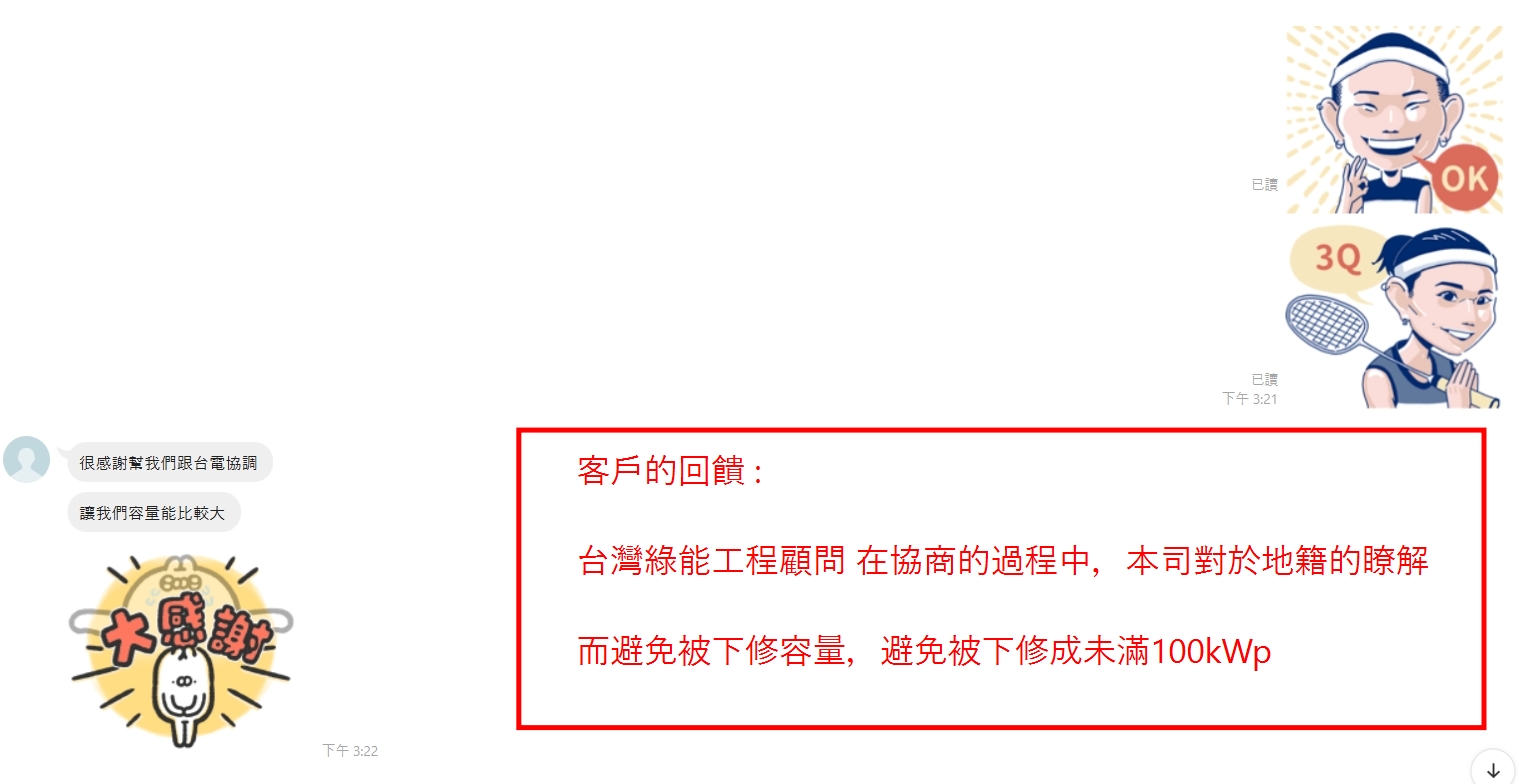 已讀
OK
3Q
已讀
下午 3:21
很感謝幫我們跟台電協調
讓我們容量能比較大
大感謝
下午 3:22
客戶的回饋 :
台灣綠能工程顧問 在協商的過程中，本司對於地籍的瞭解
而避免被下修容量，避免被下修成未滿100kWp